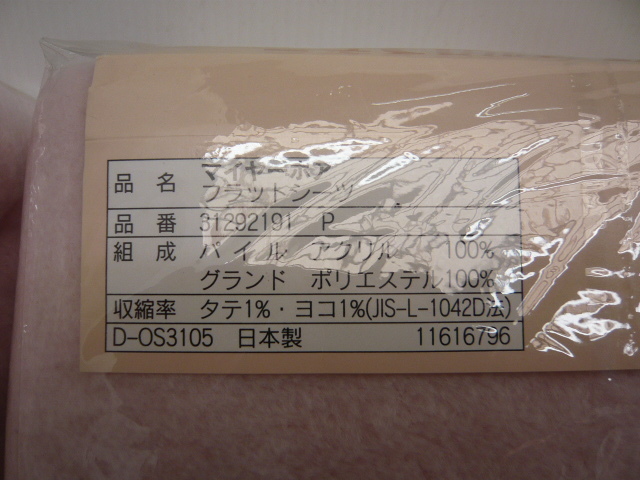 品名 マイヤーボア
フラットシーツ
品番 31292191 P
組成 パイル アクリル 100%
グランド ポリエステル100%
収縮率 タテ1%・ヨコ1%(JIS-L-1042D法)
D-OS3105 日本製 11616796